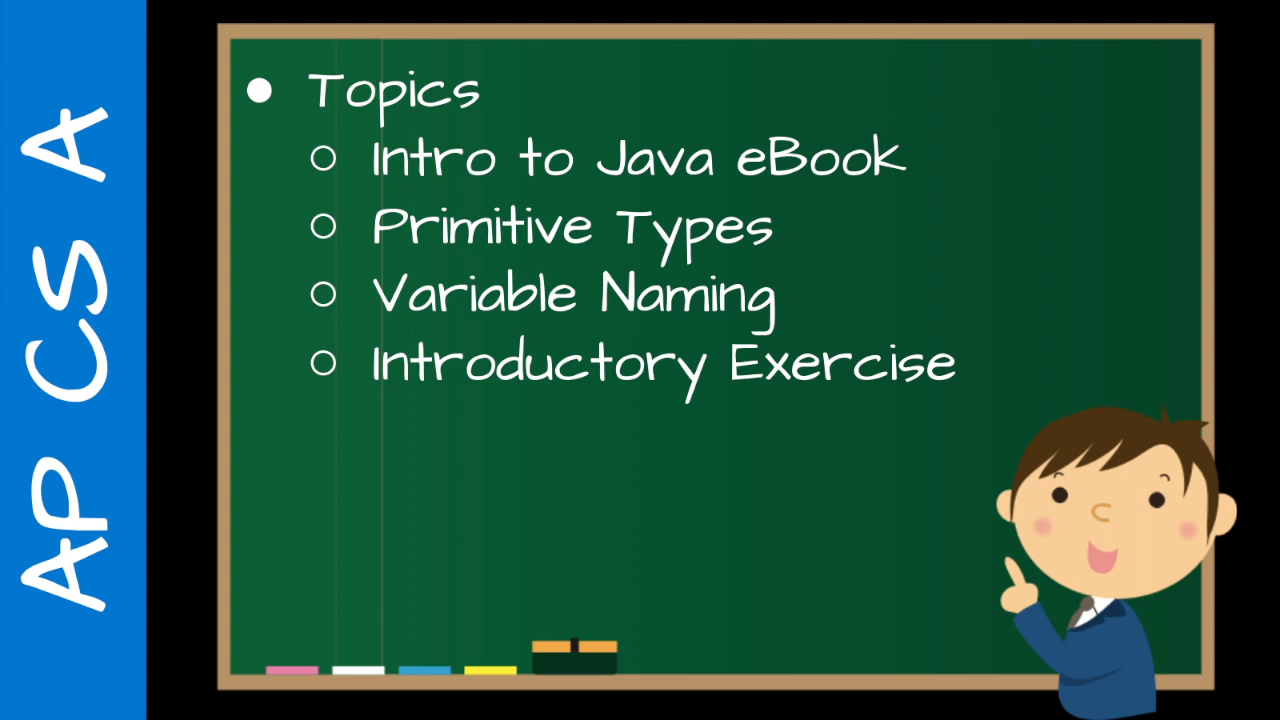 AP CS A
● Topics
○ Intro to Java eBook
○ Primitive Types
○ Variable Naming
○ Introductory Exercise